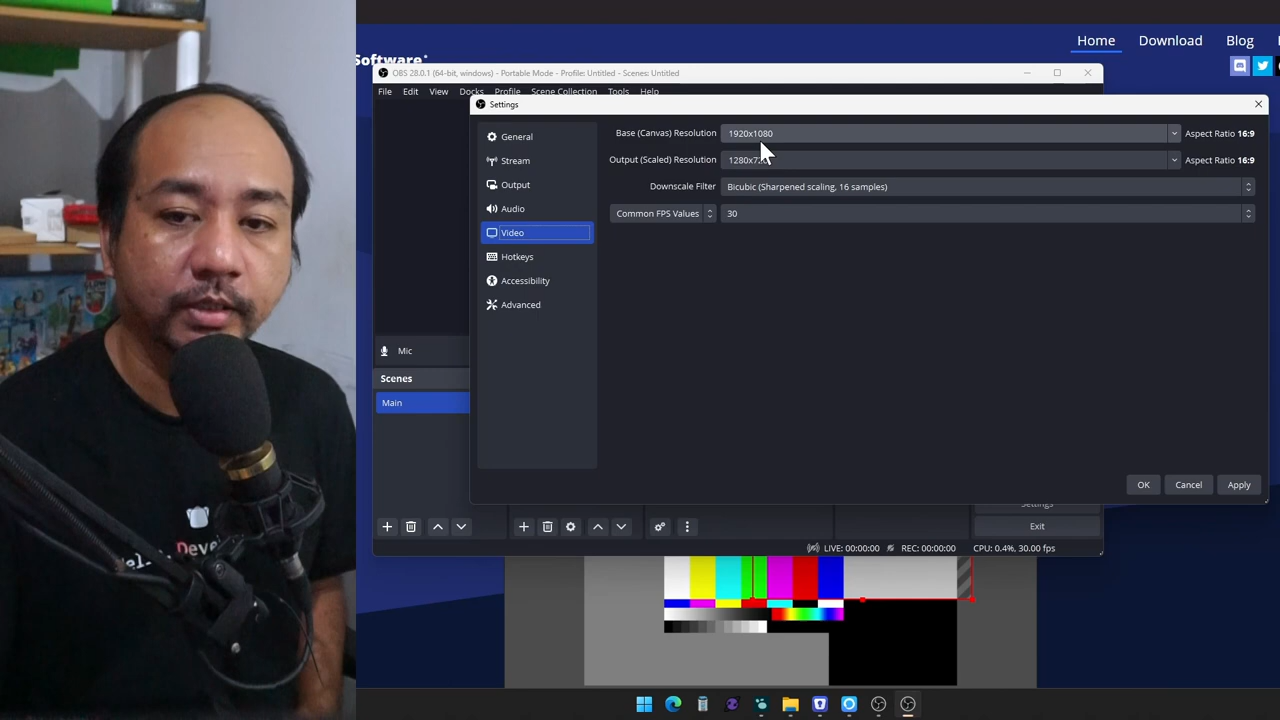 Home Download Blog
Software
OBS 28.0.1 (64-bit, windows) - Portable Mode - Profile: Untitled - Scenes: Untitled
File Edit View Docks Profile Scene Collection Tools Help
Settings
General
Stream
Output
Audio
Video
Hotkeys
Accessibility
Advanced
Base (Canvas) Resolution 1920x1080 Aspect Ratio 16:9
Output (Scaled) Resolution Aspect Ratio 16:9
Downscale Filter Bicubic (Sharpened scaling, 16 samples)
Common FPS Values 30
Mic
Scenes
Main
OK Cancel Apply
Settings
Exit
LIVE: 00:00:00 REC: 00:00:00 CPU: 0.4%, 30.00 fps